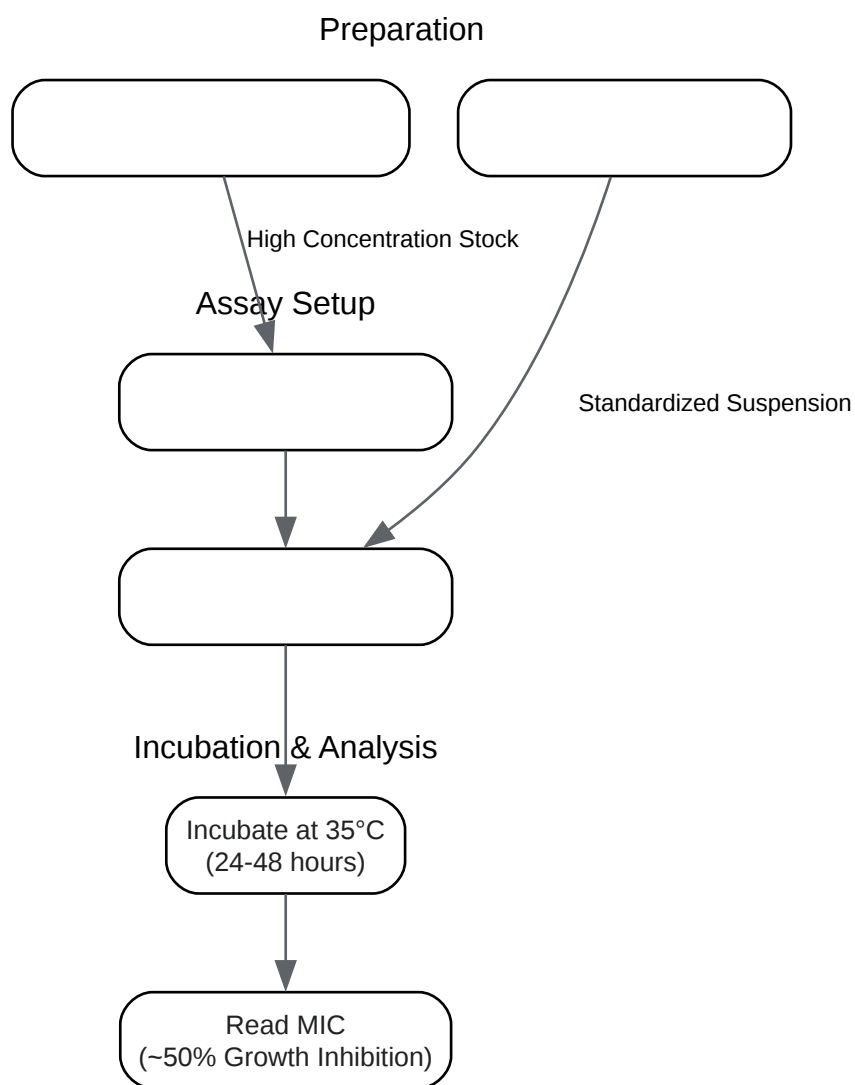 Preparation
High Concentration Stock
Assay Setup
Standardized Suspension
Incubation & Analysis
Incubate at 35°C
(24-48 hours)
Read MIC
(~50% Growth Inhibition)